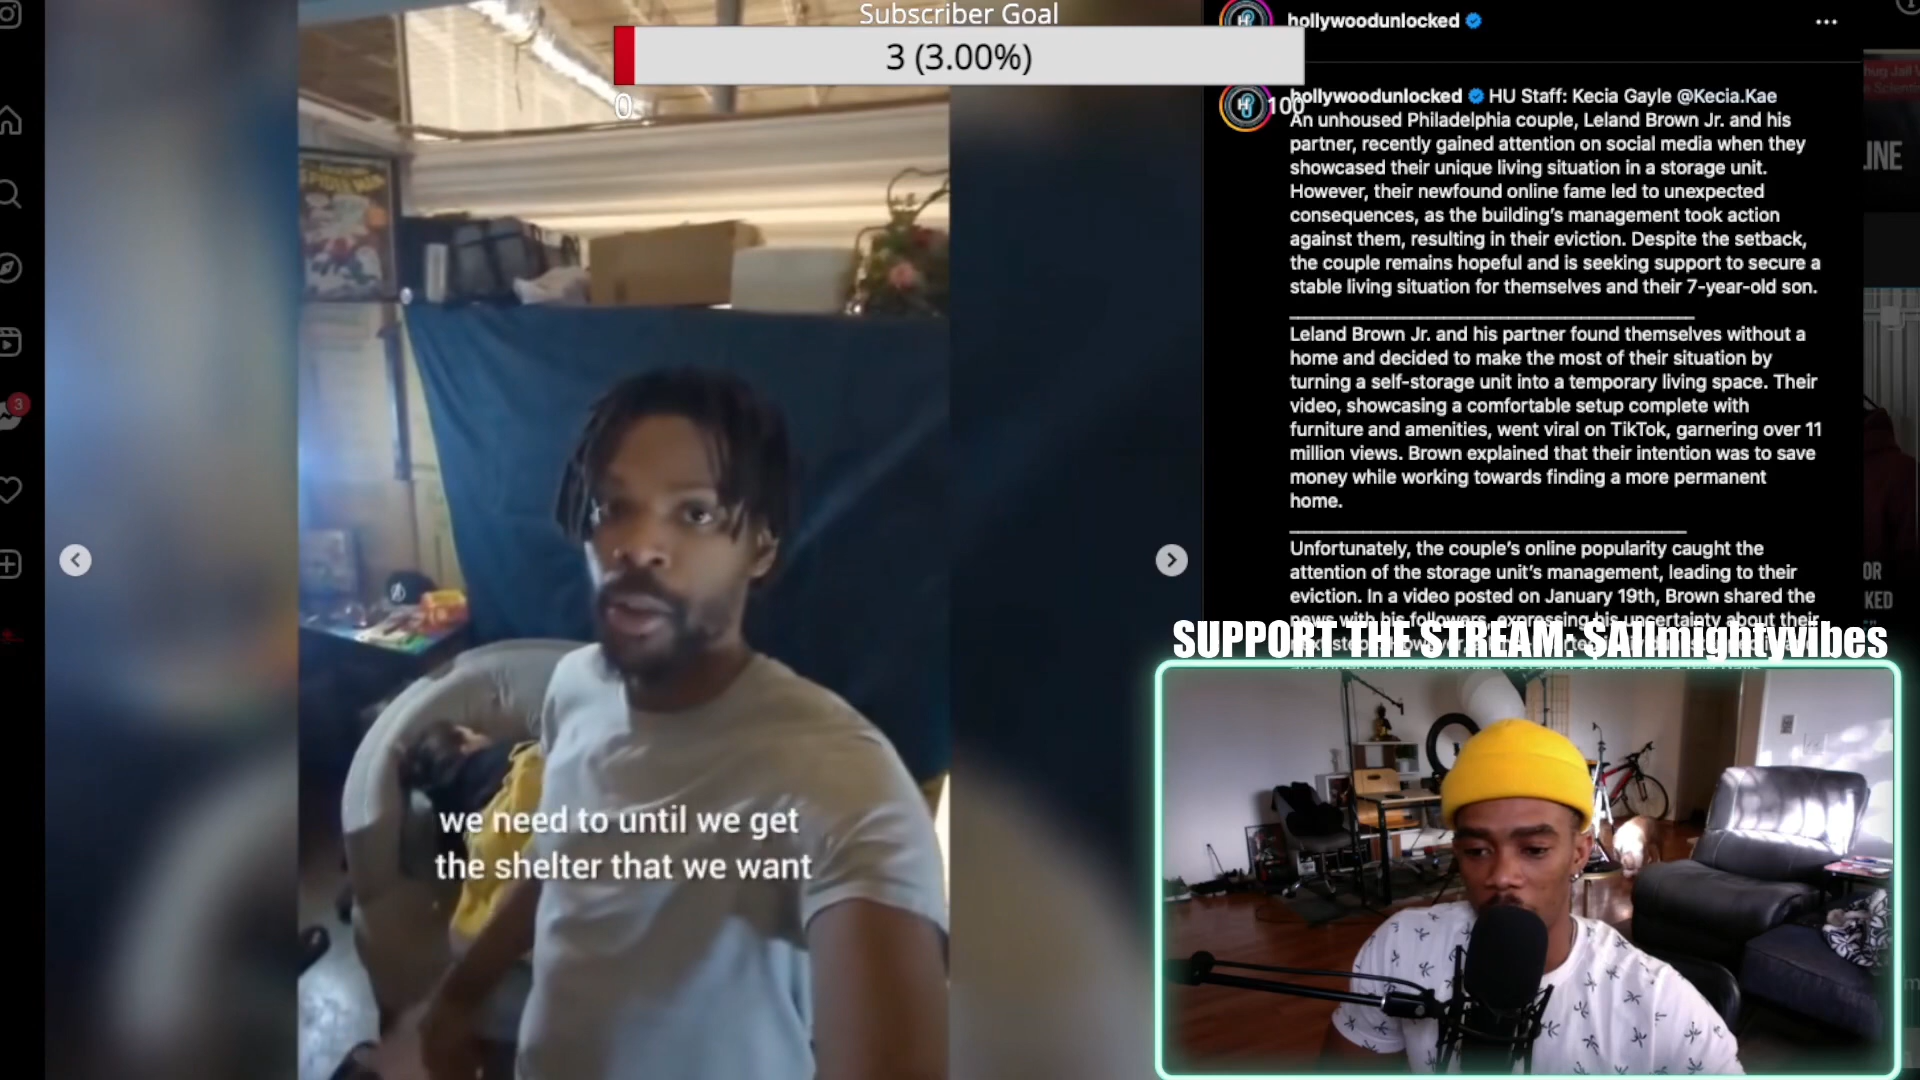 Subscriber Goal
3 (3.00%)
0
100
hollywoodunlocked
hollywoodunlocked HU Staff: Kecia Gayle @Kecia.Kae
An unhoused Philadelphia couple, Leland Brown Jr. and his
partner, recently gained attention on social media when they
showcased their unique living situation in a storage unit.
However, their newfound online fame led to unexpected
consequences, as the building's management took action
against them, resulting in their eviction. Despite the setback,
the couple remains hopeful and is seeking support to secure a
stable living situation for themselves and their 7-year-old son.
Leland Brown Jr. and his partner found themselves without a
home and decided to make the most of their situation by
turning a self-storage unit into a temporary living space. Their
video, showcasing a comfortable setup complete with
furniture and amenities, went viral on TikTok, garnering over 11
million views. Brown explained that their intention was to save
money while working towards finding a more permanent
home.
Unfortunately, the couple's online popularity caught the
attention of the storage unit's management, leading to their
eviction. In a video posted on January 19th, Brown shared the
news with his followers, expressing his uncertainty about their
SUPPORT THE STREAM: $Allmightyvibes
we need to until we get
the shelter that we want
3